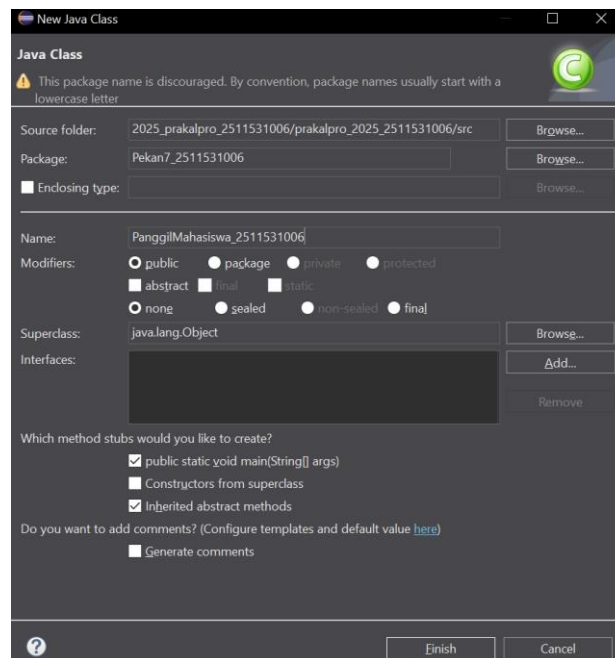 New Java Class
Java Class
This package name is discouraged. By convention, package names usually start with a
lowercase letter
Source folder: 2025_prakalpro_2511531006/prakalpro_2025_2511531006/src Browse...
Package: Pekan7_2511531006 Browse...
Enclosing type: Browse...
Name: PanggilMahasiswa_2511531006
Modifiers: public package private protected
abstract final static
none sealed non-sealed final
Superclass: java.lang.Object Browse...
Interfaces: Add...
Remove
Which method stubs would you like to create?
public static void main(String[] args)
Constructors from superclass
Inherited abstract methods
Do you want to add comments? (Configure templates and default value here)
Generate comments
Finish Cancel